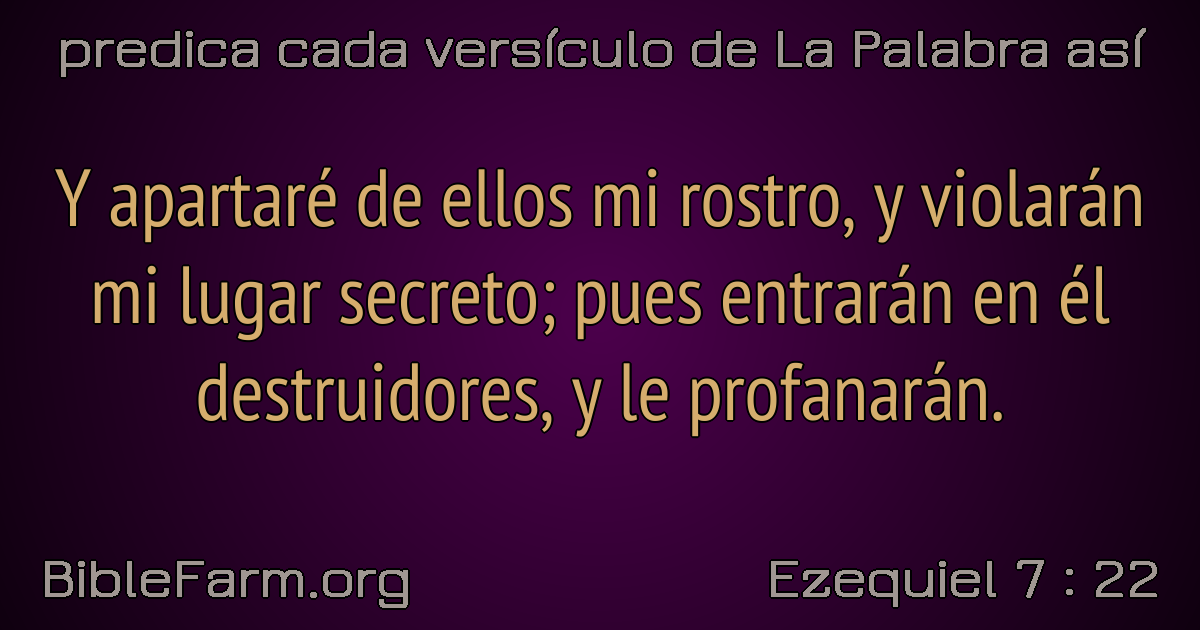 predica cada versículo de La Palabra así
Y apartaré de ellos mi rostro, y violarán
mi lugar secreto; pues entrarán en él
destruidores, y le profanarán.
BibleFarm.org
Ezequiel 7 : 22